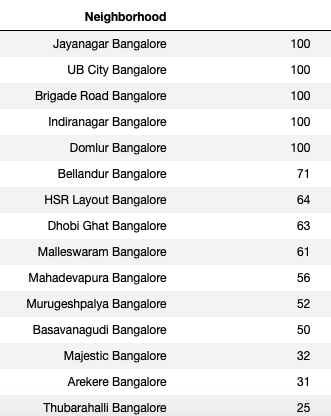 Neighborhood
Jayanagar Bangalore 100
UB City Bangalore 100
Brigade Road Bangalore 100
Indiranagar Bangalore 100
Domlur Bangalore 100
Bellandur Bangalore 71
HSR Layout Bangalore 64
Dhobi Ghat Bangalore 63
Malleswaram Bangalore 61
Mahadevapura Bangalore 56
Murugeshpalya Bangalore 52
Basavanagudi Bangalore 50
Majestic Bangalore 32
Arekere Bangalore 31
Thubarahalli Bangalore 25